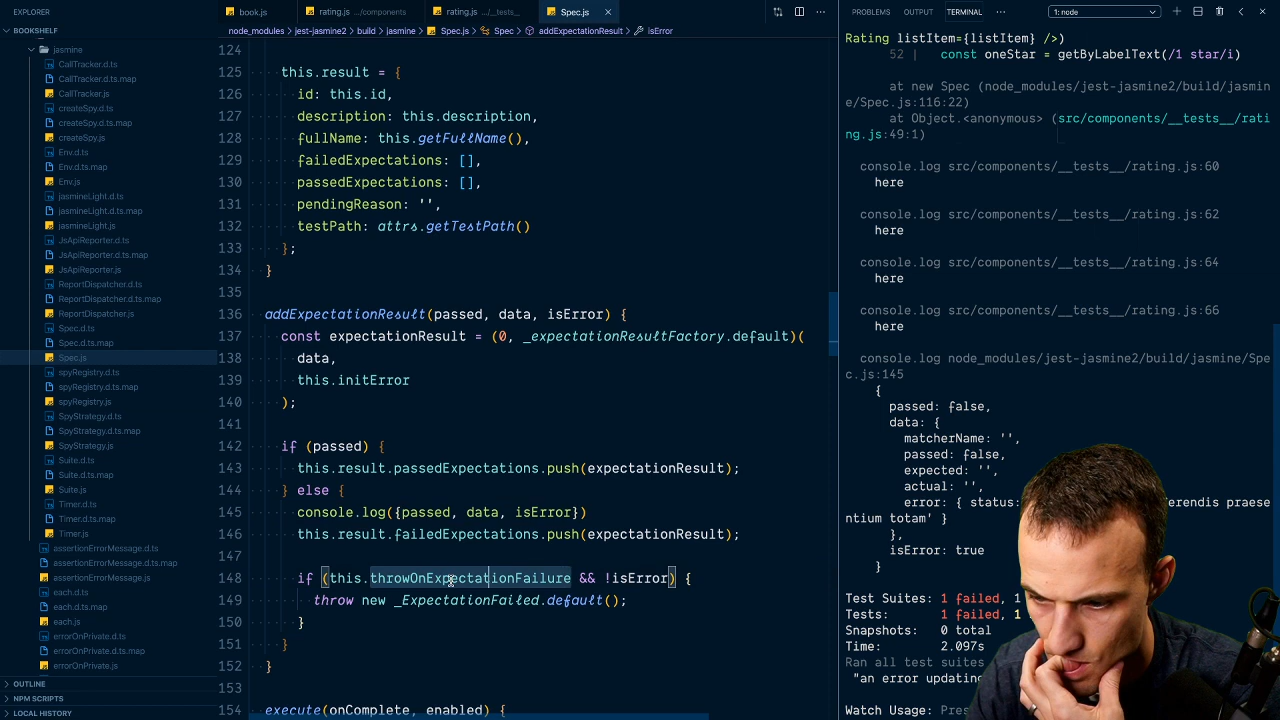 EXPLORER
BOOKSHELF
jasmine
CallTracker.d.ts
CallTracker.d.ts.map
CallTracker.js
createSpy.d.ts
createSpy.d.ts.map
createSpy.js
Env.d.ts
Env.d.ts.map
Env.js
jasmineLight.d.ts
jasmineLight.d.ts.map
jasmineLight.js
JsApiReporter.d.ts
JsApiReporter.d.ts.map
JsApiReporter.js
ReportDispatcher.d.ts
ReportDispatcher.d.ts.map
ReportDispatcher.js
Spec.d.ts
Spec.d.ts.map
Spec.js
spyRegistry.d.ts
spyRegistry.d.ts.map
spyRegistry.js
SpyStrategy.d.ts
SpyStrategy.d.ts.map
SpyStrategy.js
Suite.d.ts
Suite.d.ts.map
Suite.js
Timer.d.ts
Timer.d.ts.map
Timer.js
assertionErrorMessage.d.ts
assertionErrorMessage.d.ts.map
assertionErrorMessage.js
each.d.ts
each.d.ts.map
each.js
errorOnPrivate.d.ts
errorOnPrivate.d.ts.map
errorOnPrivate.js
OUTLINE
NPM SCRIPTS
LOCAL HISTORY
book.js rating.js .../components rating.js .../__tests__ Spec.js
node_modules > jest-jasmine2 > build > jasmine > Spec.js > Spec > addExpectationResult > isError
124
125 this.result = {
126 id: this.id,
127 description: this.description,
128 fullName: this.getFullName(),
129 failedExpectations: [],
130 passedExpectations: [],
131 pendingReason: '',
132 testPath: attrs.getTestPath()
133 };
134 }
135
136 addExpectationResult(passed, data, isError) {
137 const expectationResult = (0, _expectationResultFactory.default)(
138 data,
139 this.initError
140 );
141
142 if (passed) {
143 this.result.passedExpectations.push(expectationResult);
144 } else {
145 console.log({passed, data, isError})
146 this.result.failedExpectations.push(expectationResult);
147
148 if (this.throwOnExpectationFailure && !isError) {
149 throw new _ExpectationFailed.default();
150 }
151 }
152 }
153
154 execute(onComplete, enabled) {
PROBLEMS OUTPUT TERMINAL ... 1: node
Rating listItem={listItem} />)
52 | const oneStar = getByLabelText(/1 star/i)
at new Spec (node_modules/jest-jasmine2/build/jasmin
e/Spec.js:116:22)
at Object.<anonymous> (src/components/__tests__/rati
ng.js:49:1)
console.log src/components/__tests__/rating.js:60
here
console.log src/components/__tests__/rating.js:62
here
console.log src/components/__tests__/rating.js:64
here
console.log src/components/__tests__/rating.js:66
here
console.log node_modules/jest-jasmine2/build/jasmine/Spe
c.js:145
{
passed: false,
data: {
matcherName: '',
passed: false,
expected: '',
actual: '',
error: { status: erendis praese
ntium totam' }
},
isError: true
}
Test Suites: 1 failed, 1
Tests: 1 failed, 1
Snapshots: 0 total
Time: 2.097s
Ran all test suites
"an error updating
Watch Usage: